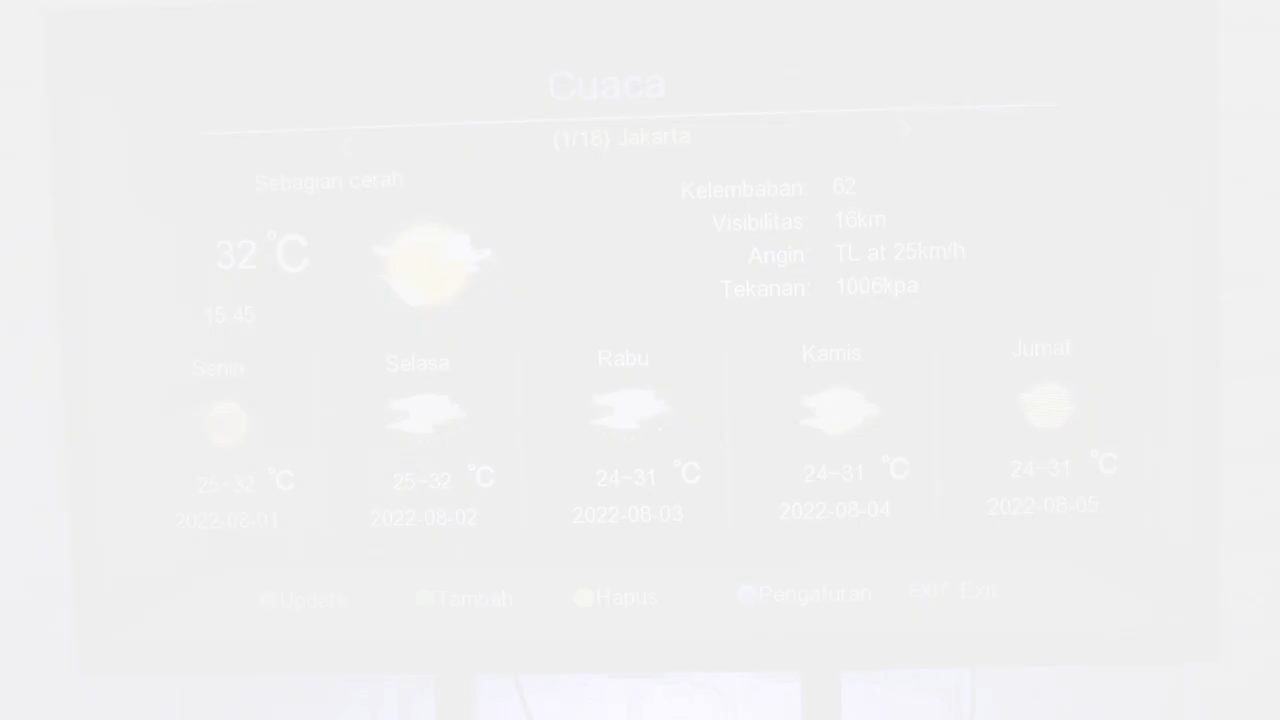 Cuaca
(1/16) Jakarta
Sebagian cerah
32 °C
15:45
Kelembaban: 62
Visibilitas: 16km
Angin: TL at 25km/h
Tekanan: 1006kpa
Senin Selasa Rabu Kamis Jumat
25~32 °C 25~32 °C 24~31 °C 24~31 °C 24~31 °C
2022-08-01 2022-08-02 2022-08-03 2022-08-04 2022-08-05
Update Tambah Hapus Pengaturan Exit Exit